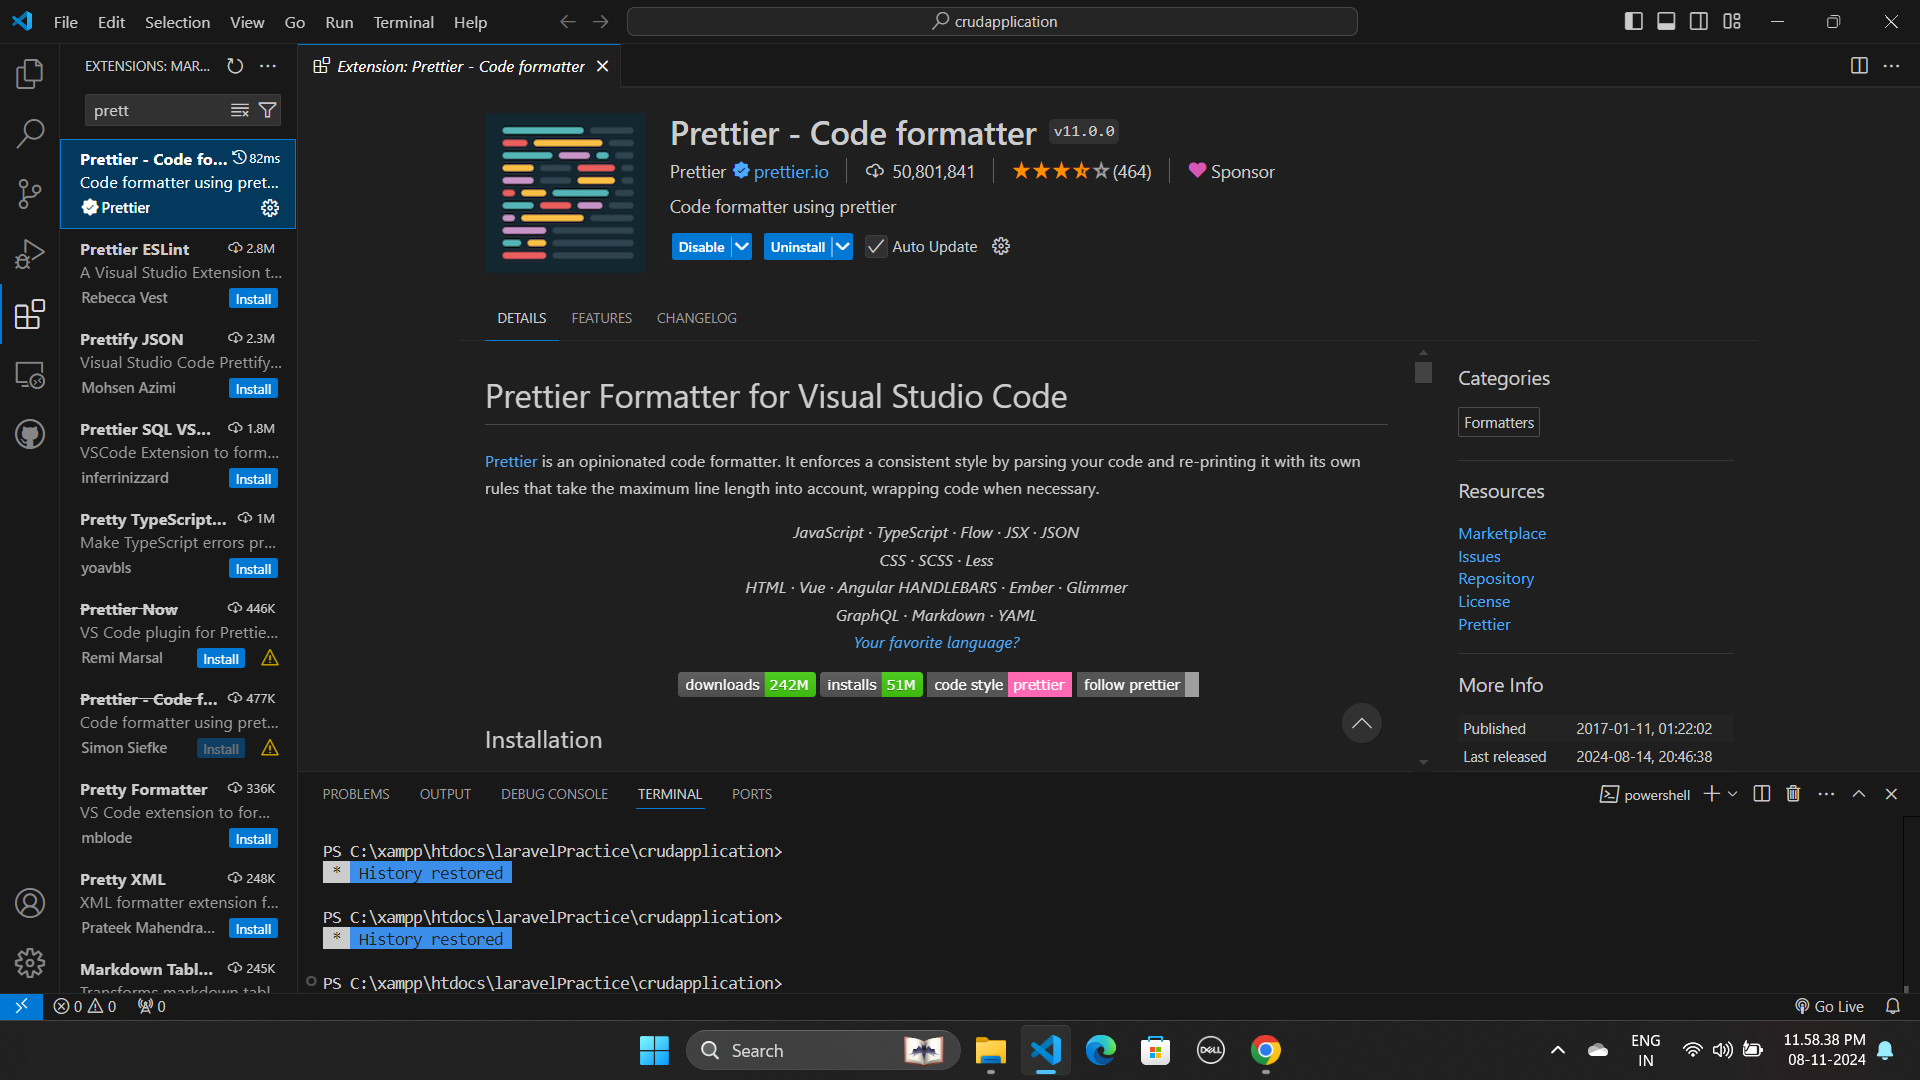 File Edit Selection View Go Run Terminal Help
crudapplication
EXTENSIONS: MAR...
prett
Prettier - Code fo... 82ms
Code formatter using pret...
Prettier
Prettier ESLint 2.8M
A Visual Studio Extension t...
Rebecca Vest Install
Prettify JSON 2.3M
Visual Studio Code Prettify...
Mohsen Azimi Install
Prettier SQL VS... 1.8M
VSCode Extension to form...
inferrinizzard Install
Pretty TypeScript... 1M
Make TypeScript errors pr...
yoavbls Install
Prettier Now 446K
VS Code plugin for Prettie...
Remi Marsal Install
Prettier - Code f... 477K
Code formatter using pret...
Simon Siefke Install
Pretty Formatter 336K
VS Code extension to for...
mblode Install
Pretty XML 248K
XML formatter extension f...
Prateek Mahendra... Install
Markdown Tabl... 245K
Transforms markdown tabl
Extension: Prettier - Code formatter
Prettier - Code formatter v11.0.0
Prettier prettier.io 50,801,841 (464) Sponsor
Code formatter using prettier
Disable Uninstall Auto Update
DETAILS FEATURES CHANGELOG
Prettier Formatter for Visual Studio Code
Prettier is an opinionated code formatter. It enforces a consistent style by parsing your code and re-printing it with its own
rules that take the maximum line length into account, wrapping code when necessary.
JavaScript · TypeScript · Flow · JSX · JSON
CSS · SCSS · Less
HTML · Vue · Angular HANDLEBARS · Ember · Glimmer
GraphQL · Markdown · YAML
Your favorite language?
downloads 242M installs 51M code style prettier follow prettier
Installation
Categories
Formatters
Resources
Marketplace
Issues
Repository
License
Prettier
More Info
Published 2017-01-11, 01:22:02
Last released 2024-08-14, 20:46:38
PROBLEMS OUTPUT DEBUG CONSOLE TERMINAL PORTS
powershell
PS C:\xampp\htdocs\laravelPractice\crudapplication>
* History restored
PS C:\xampp\htdocs\laravelPractice\crudapplication>
* History restored
PS C:\xampp\htdocs\laravelPractice\crudapplication>
0 0 0 Go Live
Search
DELL
ENG
IN
11.58.38 PM
08-11-2024